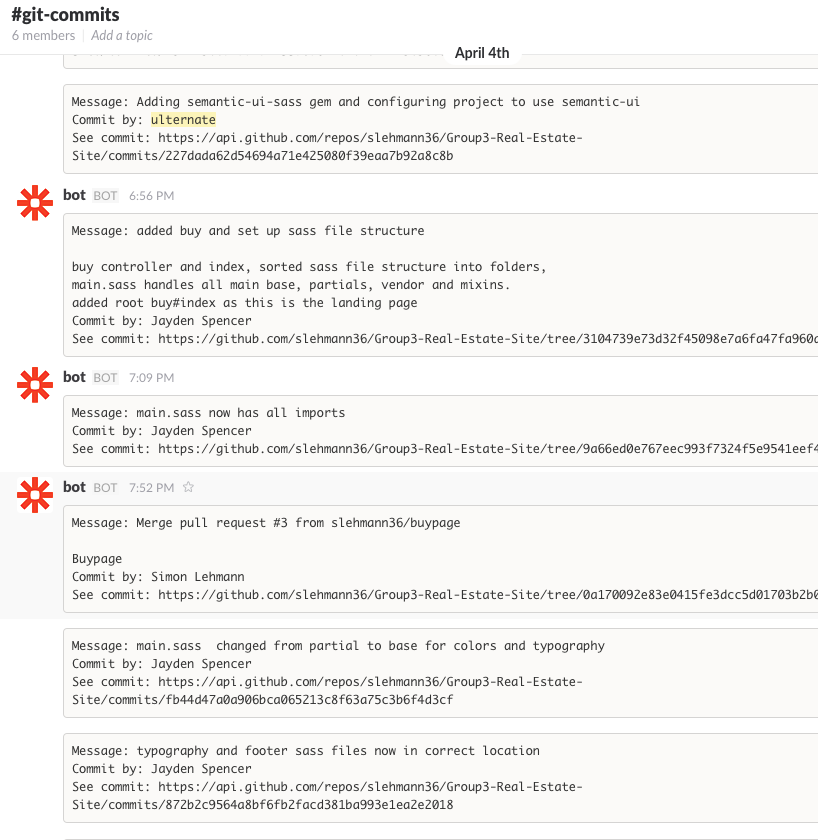 #git-commits
6 members | Add a topic
April 4th
Message: Adding semantic-ui-sass gem and configuring project to use semantic-ui
Commit by: ulternate
See commit: https://api.github.com/repos/slehmann36/Group3-Real-Estate-
Site/commits/227dada62d54694a71e425080f39eaa7b92a8c8b
bot BOT 6:56 PM
Message: added buy and set up sass file structure
buy controller and index, sorted sass file structure into folders,
main.sass handles all main base, partials, vendor and mixins.
added root buy#index as this is the landing page
Commit by: Jayden Spencer
See commit: https://github.com/slehmann36/Group3-Real-Estate-Site/tree/3104739e73d32f45098e7a6fa47fa960
bot BOT 7:09 PM
Message: main.sass now has all imports
Commit by: Jayden Spencer
See commit: https://github.com/slehmann36/Group3-Real-Estate-Site/tree/9a66ed0e767eec993f7324f5e9541eef4
bot BOT 7:52 PM
Message: Merge pull request #3 from slehmann36/buypage
Buypage
Commit by: Simon Lehmann
See commit: https://github.com/slehmann36/Group3-Real-Estate-Site/tree/0a170092e83e0415fe3dcc5d01703b2b0
Message: main.sass  changed from partial to base for colors and typography
Commit by: Jayden Spencer
See commit: https://api.github.com/repos/slehmann36/Group3-Real-Estate-
Site/commits/fb44d47a0a906bca065213c8f63a75c3b6f4d3cf
Message: typography and footer sass files now in correct location
Commit by: Jayden Spencer
See commit: https://api.github.com/repos/slehmann36/Group3-Real-Estate-
Site/commits/872b2c9564a8bf6fb2facd381ba993e1ea2e2018